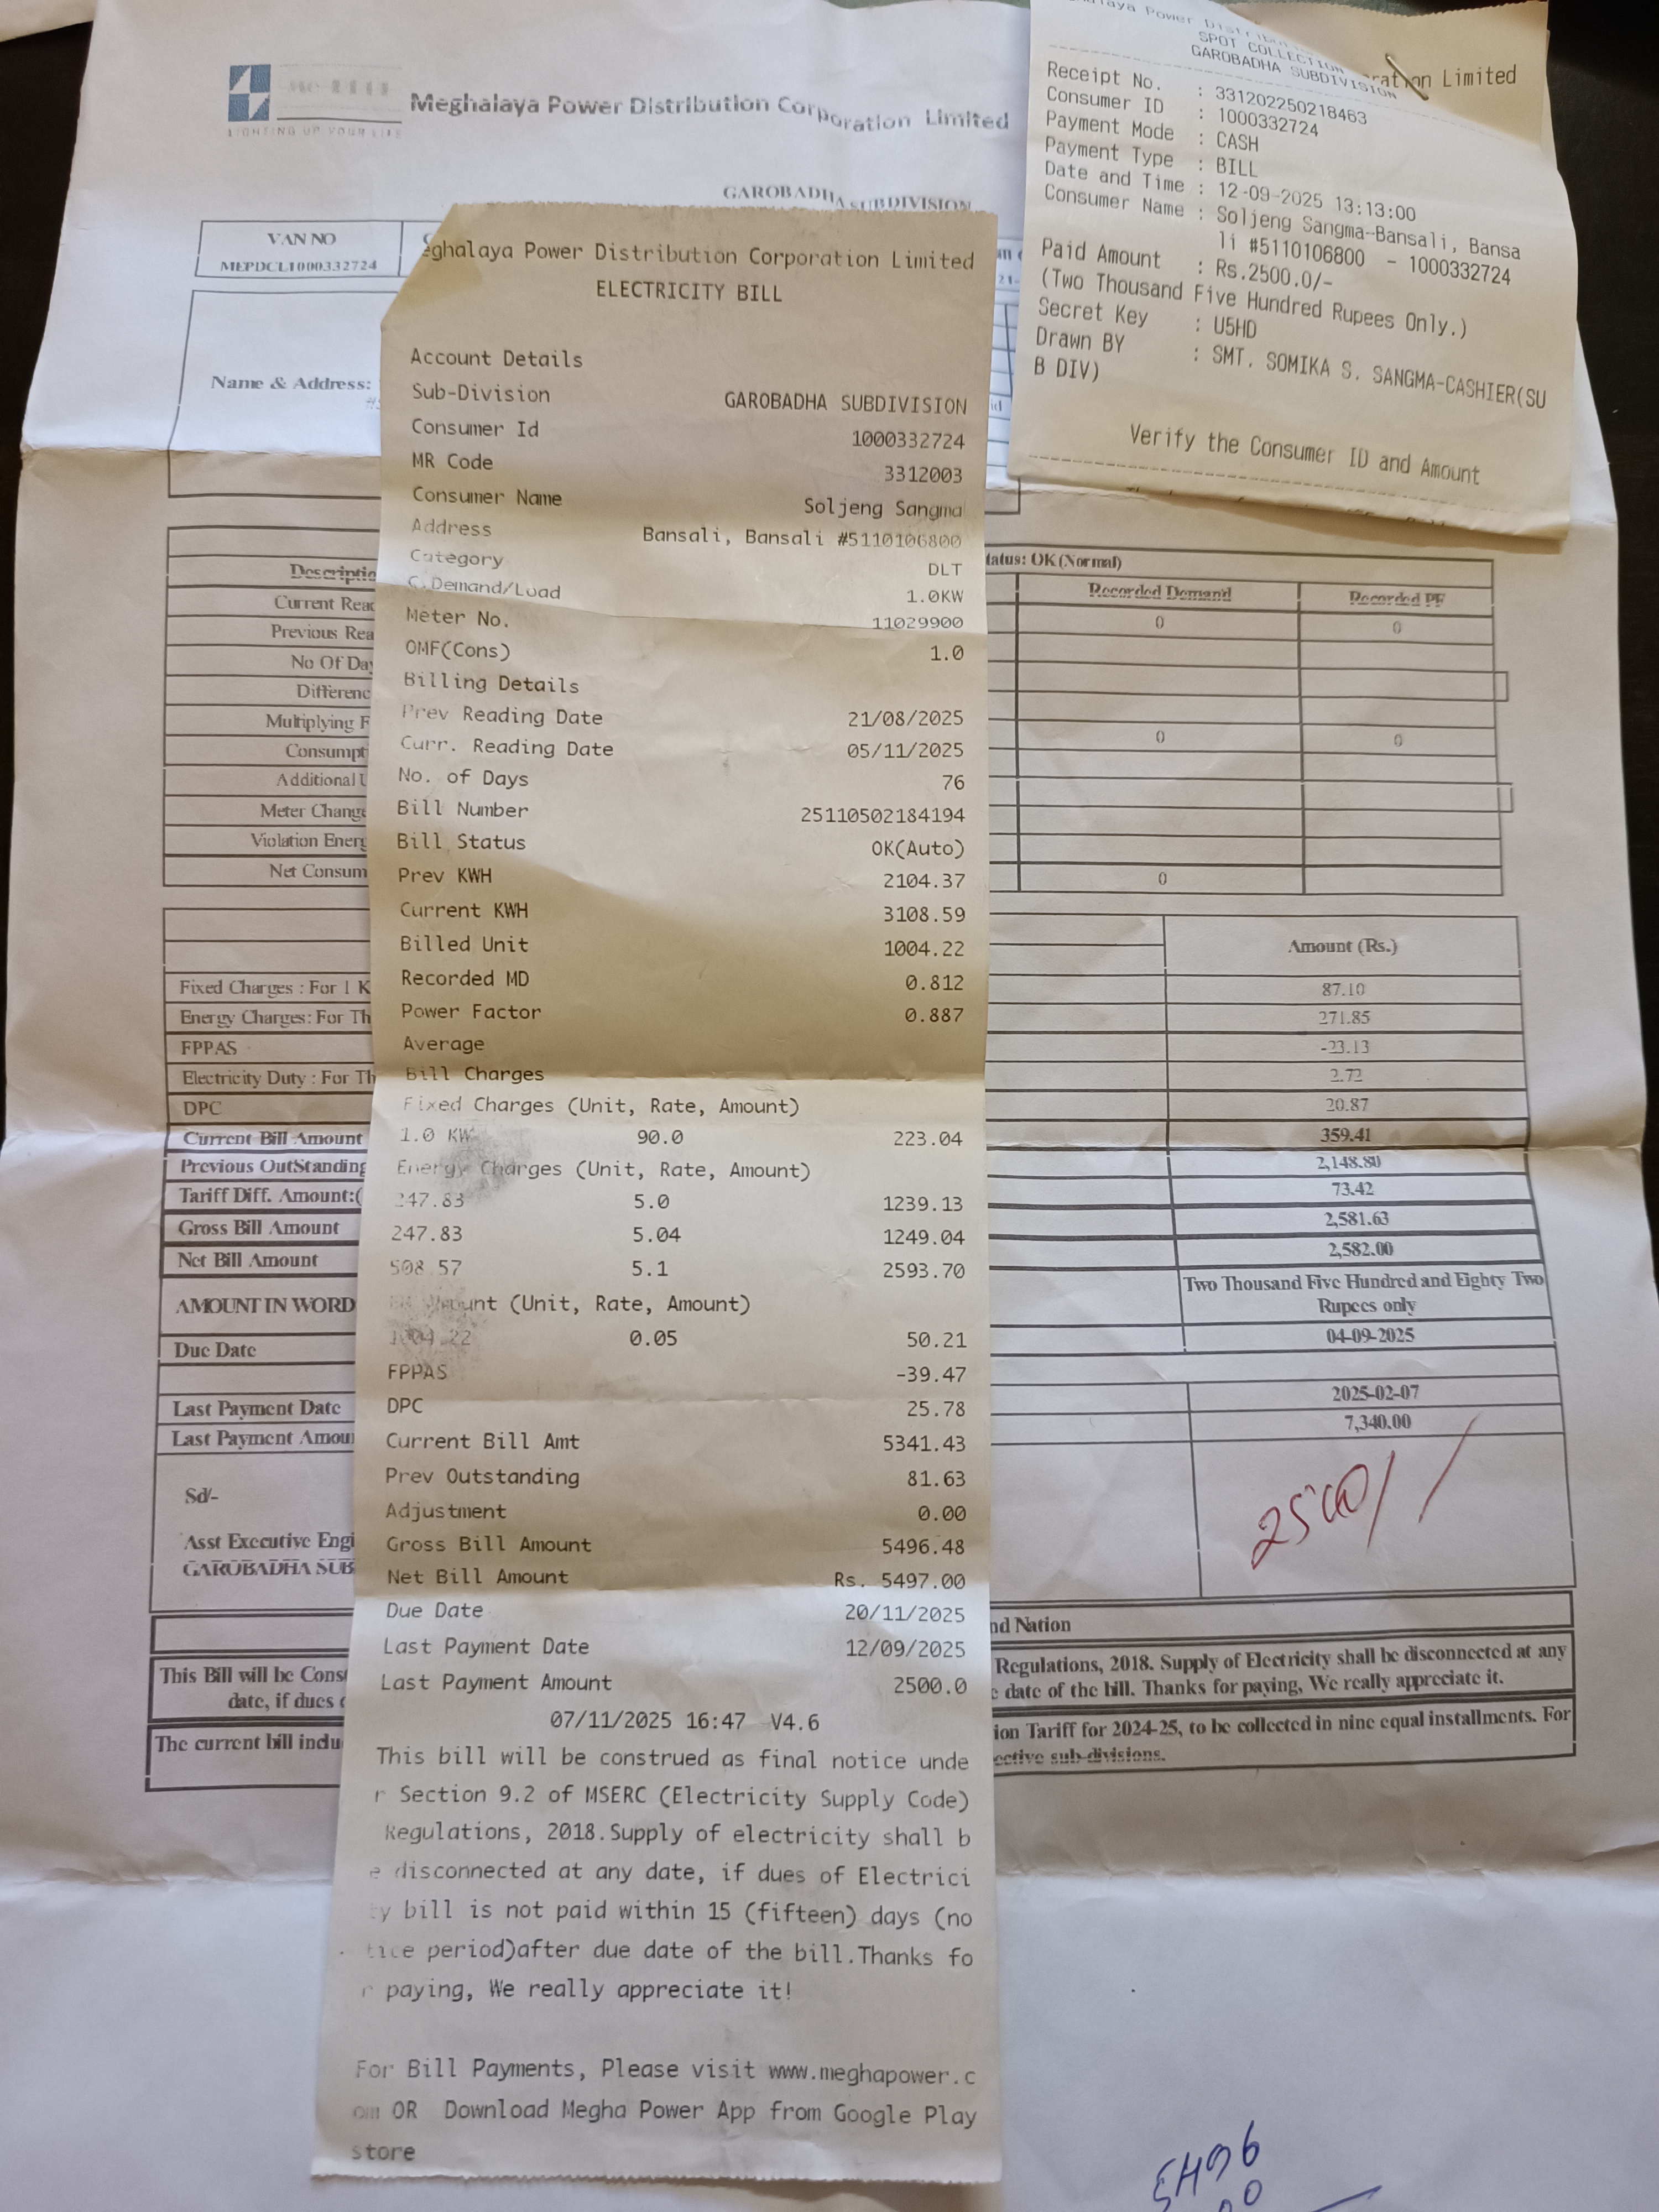 LIGHTING UP YOUR LIFE
Meghalaya Power Distribution Corporation Limited
GAROBADHA SUBDIVISION
VAN NO
MEPDCL1000332724
Name & Address:
SPOT COLLECTION
GAROBADHA SUBDIVISION
Limited
Receipt No. : 331202250218463
Consumer ID : 1000332724
Payment Mode : CASH
Payment Type : BILL
Date and Time : 12-09-2025 13:13:00
Consumer Name : Soljeng Sangma-Bansali, Bansa
li #5110106800 - 1000332724
Paid Amount : Rs.2500.0/-
(Two Thousand Five Hundred Rupees Only.)
Secret Key : U5HD
Drawn BY : SMT. SOMIKA S. SANGMA-CASHIER(SU
B DIV)
Verify the Consumer ID and Amount
eghalaya Power Distribution Corporation Limited
ELECTRICITY BILL
Account Details
Sub-Division GAROBADHA SUBDIVISION
Consumer Id 1000332724
MR Code 3312003
Consumer Name Soljeng Sangma
Address Bansali, Bansali #5110106800
Category DLT
C.Demand/Load 1.0KW
Meter No. 11029900
OMF(Cons) 1.0
Billing Details
Prev Reading Date 21/08/2025
Curr. Reading Date 05/11/2025
No. of Days 76
Bill Number 25110502184194
Bill Status OK(Auto)
Prev KWH 2104.37
Current KWH 3108.59
Billed Unit 1004.22
Recorded MD 0.812
Power Factor 0.887
Average
Bill Charges
Fixed Charges (Unit, Rate, Amount)
1.0 KW 90.0 223.04
Energy Charges (Unit, Rate, Amount)
247.83 5.0 1239.13
247.83 5.04 1249.04
508.57 5.1 2593.70
(Unit, Rate, Amount)
1004.22 0.05 50.21
FPPAS -39.47
DPC 25.78
Current Bill Amt 5341.43
Prev Outstanding 81.63
Adjustment 0.00
Gross Bill Amount 5496.48
Net Bill Amount Rs. 5497.00
Due Date 20/11/2025
Last Payment Date 12/09/2025
Last Payment Amount 2500.0
07/11/2025 16:47 V4.6
This bill will be construed as final notice unde
r Section 9.2 of MSERC (Electricity Supply Code)
Regulations, 2018.Supply of electricity shall b
e disconnected at any date, if dues of Electrici
ty bill is not paid within 15 (fifteen) days (no
tice period)after due date of the bill.Thanks fo
r paying, We really appreciate it!
For Bill Payments, Please visit www.meghapower.c
om OR Download Megha Power App from Google Play
store
tatus: OK(Normal)
Descriptio Recorded Demand Recorded PF
Current Rea 0 0
Previous Rea
No Of Da
Differenc
Multiplying F
Consumpt 0 0
Additional U
Meter Change
Violation Energ
Net Consum 0
Amount (Rs.)
Fixed Charges : For 1 K 87.10
Energy Charges: For Th 271.85
FPPAS -23.13
Electricity Duty : For Th 2.72
DPC 20.87
Current Bill Amount 359.41
Previous OutStanding 2,148.80
Tariff Diff. Amount:( 73.42
Gross Bill Amount 2,581.63
Net Bill Amount 2,582.00
AMOUNT IN WORD Two Thousand Five Hundred and Eighty Two
Rupees only
Due Date 04-09-2025
Last Payment Date 2025-02-07
Last Payment Amou 7,340.00
2500/
Sd/-
Asst Executive Engi
GAROBADHA SUB
nd Nation
This Bill will be Const Regulations, 2018. Supply of Electricity shall be disconnected at any
date, if dues e date of the bill. Thanks for paying, We really appreciate it.
The current bill inclu ion Tariff for 2024-25, to be collected in nine equal installments. For
ective sub-divisions.